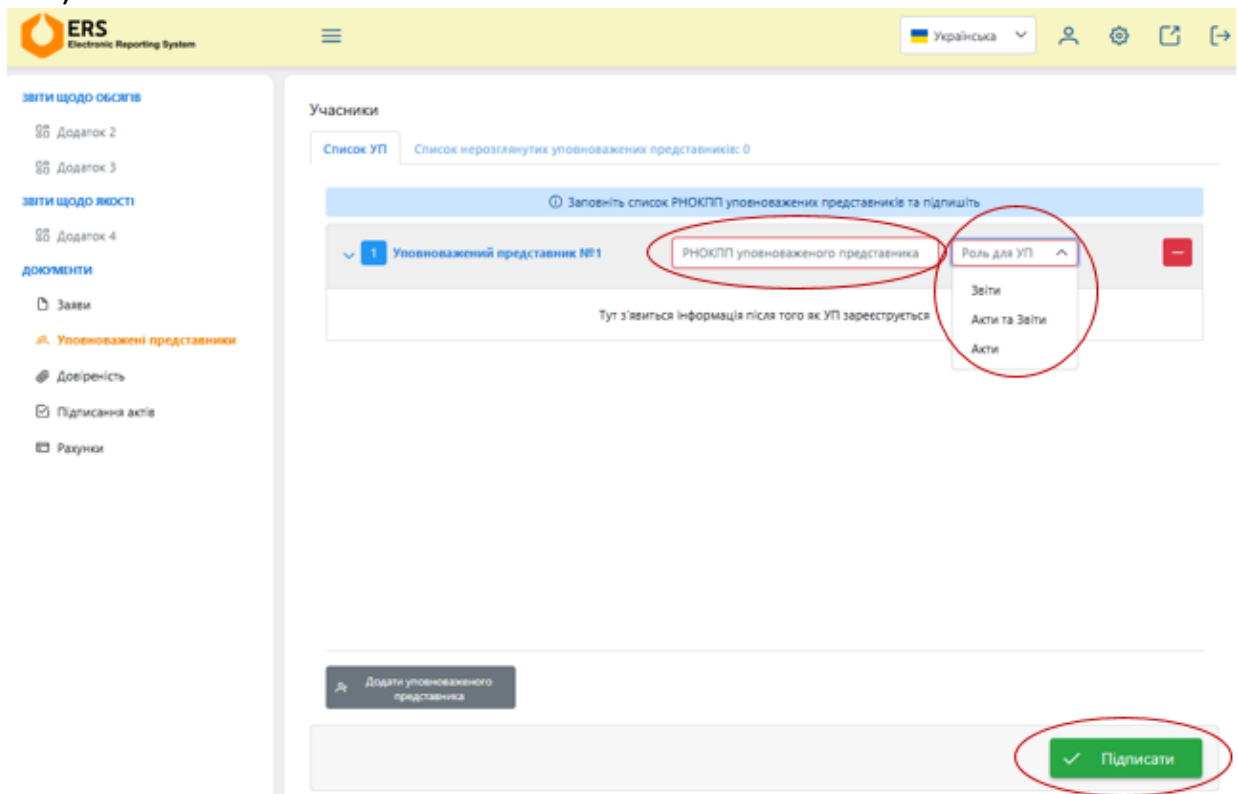 ERS
Electronic Reporting System
Українська
ЗВІТИ ЩОДО ОБСЯГІВ
Додаток 2
Додаток 3
ЗВІТИ ЩОДО ЯКОСТІ
Додаток 4
ДОКУМЕНТИ
Заяви
Уповноважені представники
Довіреність
Підписання актів
Рахунки
Учасники
Список УП
Список нерозглянутих уповноважених представників: 0
Заповніть список РНОКПП уповноважених представників та підпишіть
1 Уповноважений представник №1
РНОКПП уповноваженого представника
Роль для УП
Звіти
Акти та Звіти
Акти
Тут з'явиться інформація після того як УП зареєструється
Додати уповноваженого
представника
Підписати